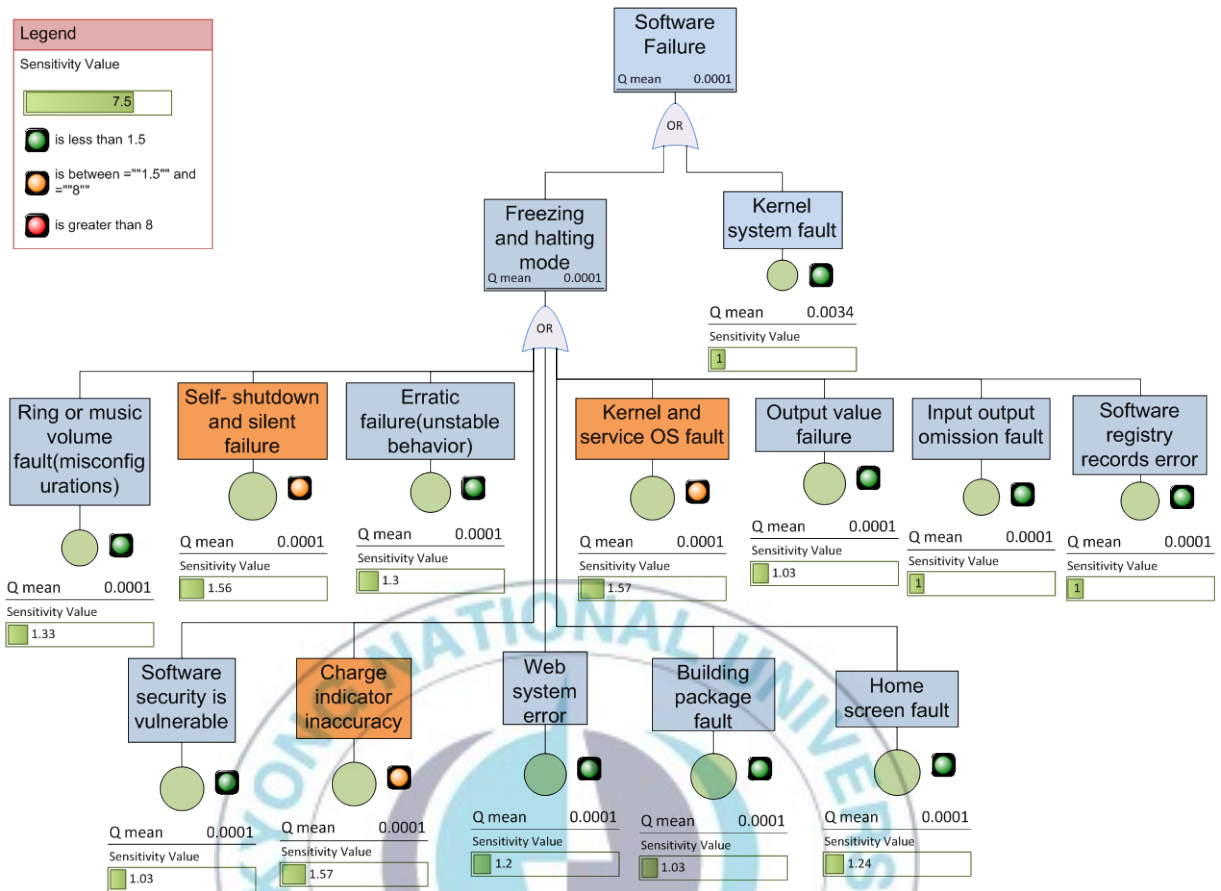 Legend
Sensitivity Value
7.5
is less than 1.5
is between =""1.5"" and
=""8""
is greater than 8
Software
Failure
Q mean 0.0001
OR
Freezing
and halting
mode
Q mean 0.0001
OR
Kernel
system fault
Q mean 0.0034
Sensitivity Value
1
Ring or music
volume
fault(misconfig
urations)
Q mean 0.0001
Sensitivity Value
1.33
Self- shutdown
and silent
failure
Q mean 0.0001
Sensitivity Value
1.56
Erratic
failure(unstable
behavior)
Q mean 0.0001
Sensitivity Value
1.3
Kernel and
service OS fault
Q mean 0.0001
Sensitivity Value
1.57
Output value
failure
Q mean 0.0001
Sensitivity Value
1.03
Input output
omission fault
Q mean 0.0001
Sensitivity Value
1
Software
registry
records error
Q mean 0.0001
Sensitivity Value
1
Software
security is
vulnerable
Q mean 0.0001
Sensitivity Value
1.03
Charge
indicator
inaccuracy
Q mean 0.0001
Sensitivity Value
1.57
Web
system
error
Q mean 0.0001
Sensitivity Value
1.2
Building
package
fault
Q mean 0.0001
Sensitivity Value
1.03
Home
screen fault
Q mean 0.0001
Sensitivity Value
1.24
KYONG NATIONAL UNIVERS